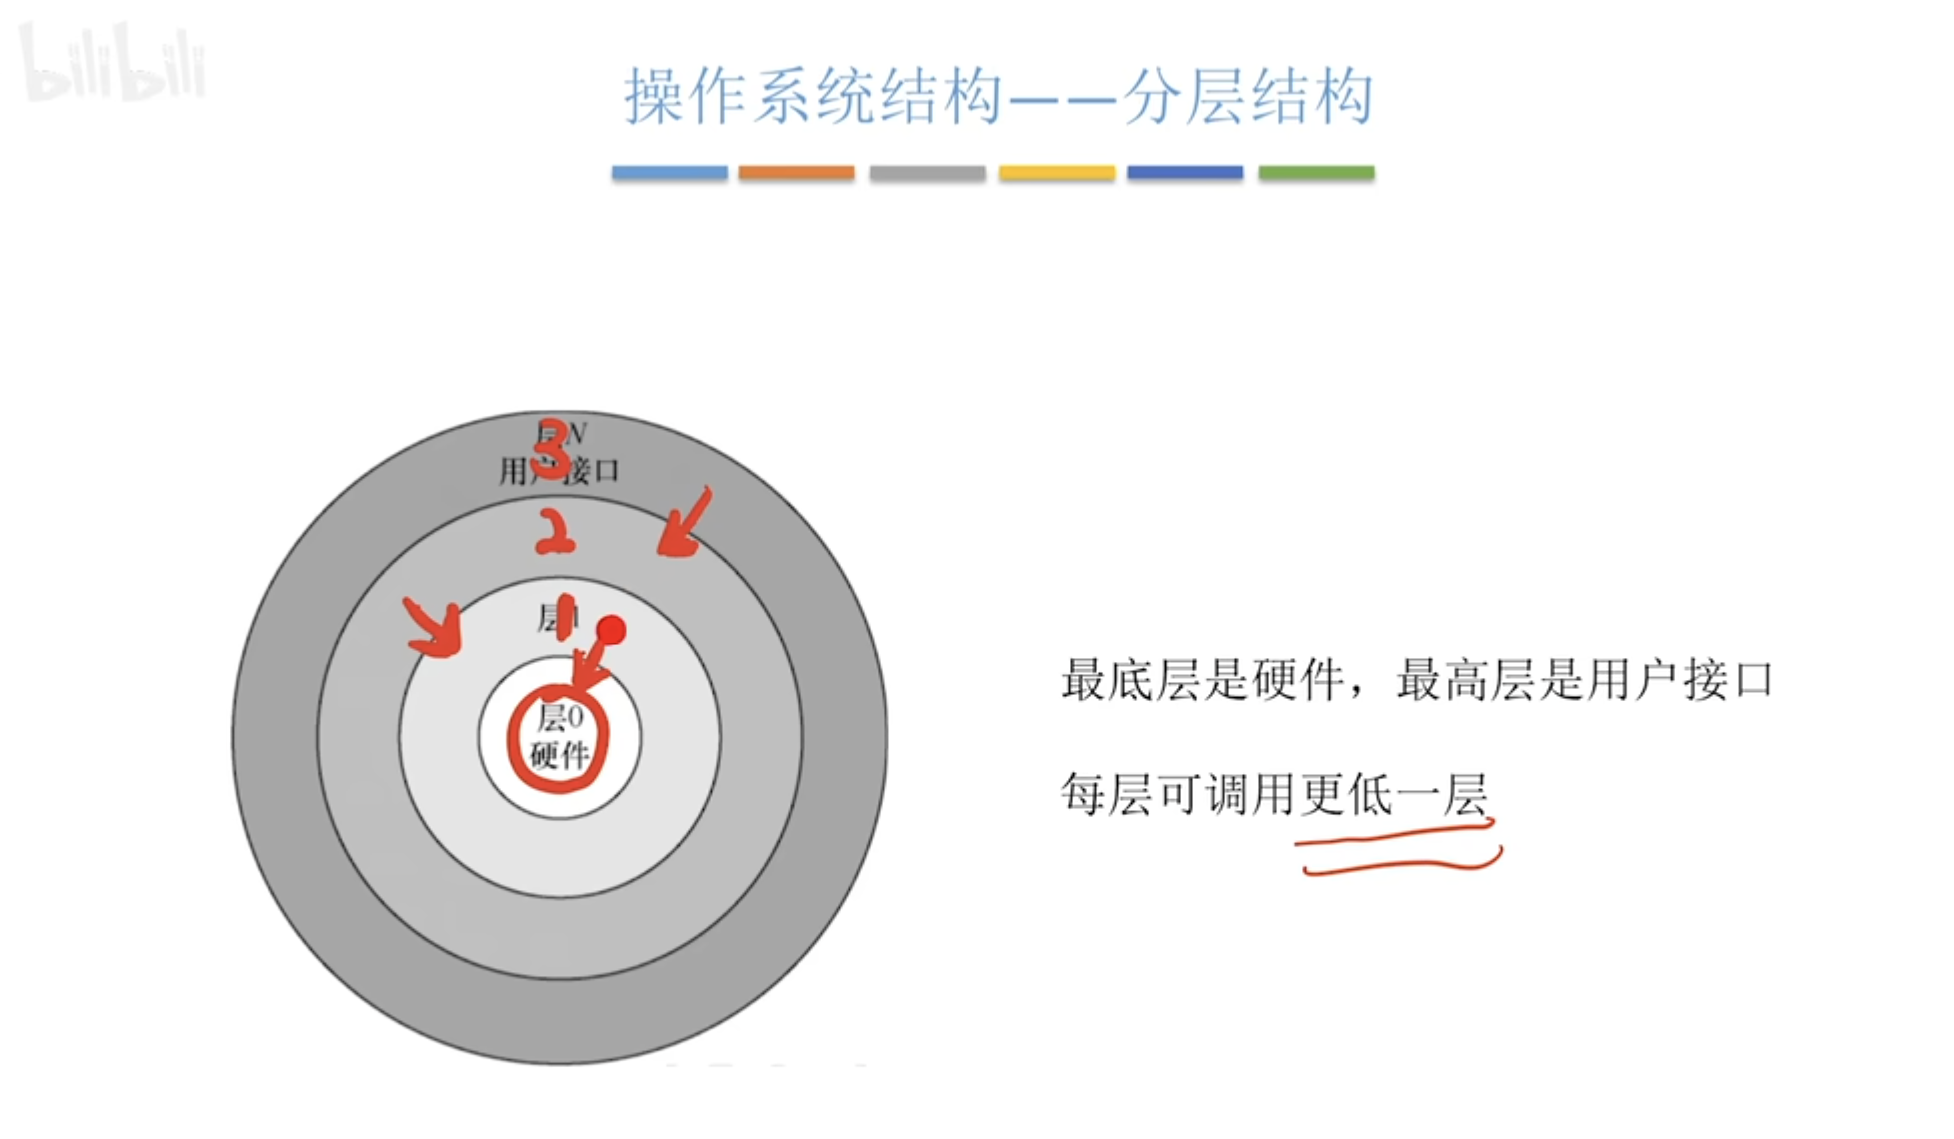 bilibili
操作系统结构——分层结构
层N
3
用户接口
2
层1
1
层0
硬件
最底层是硬件，最高层是用户接口
每层可调用更低一层